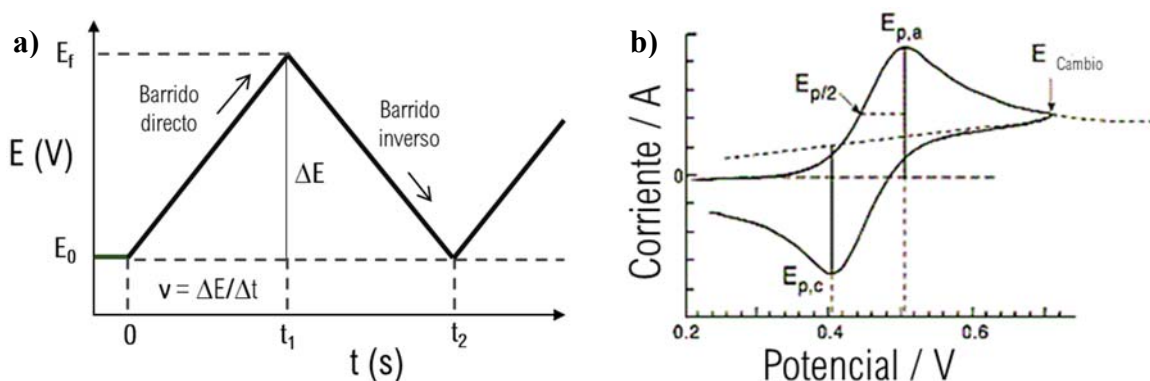 a)
E_f
Barrido
directo
Barrido
inverso
E (V)
ΔE
E_0
v = ΔE/Δt
0
t_1
t_2
t (s)
b)
E_p,a
E Cambio
E_p/2
Corriente / A
0
E_p,c
0.2
0.4
0.6
Potencial / V